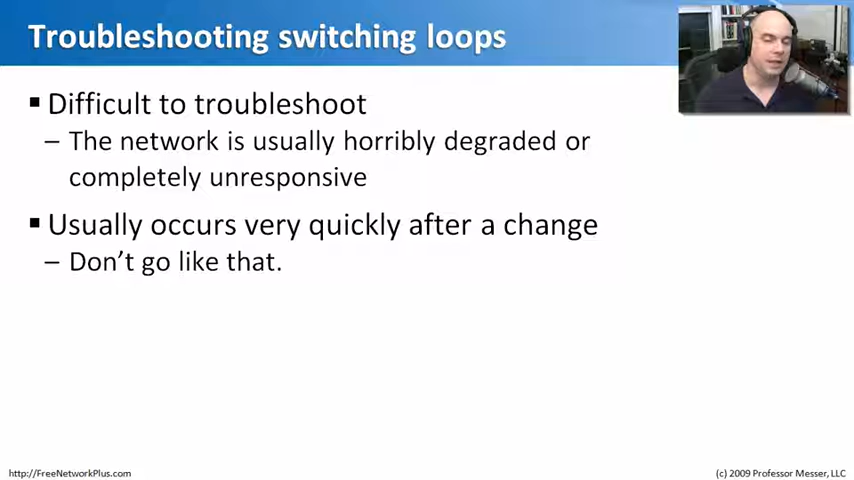 Troubleshooting switching loops
▪ Difficult to troubleshoot
– The network is usually horribly degraded or
completely unresponsive
▪ Usually occurs very quickly after a change
– Don't go like that.
http://FreeNetworkPlus.com
(c) 2009 Professor Messer, LLC